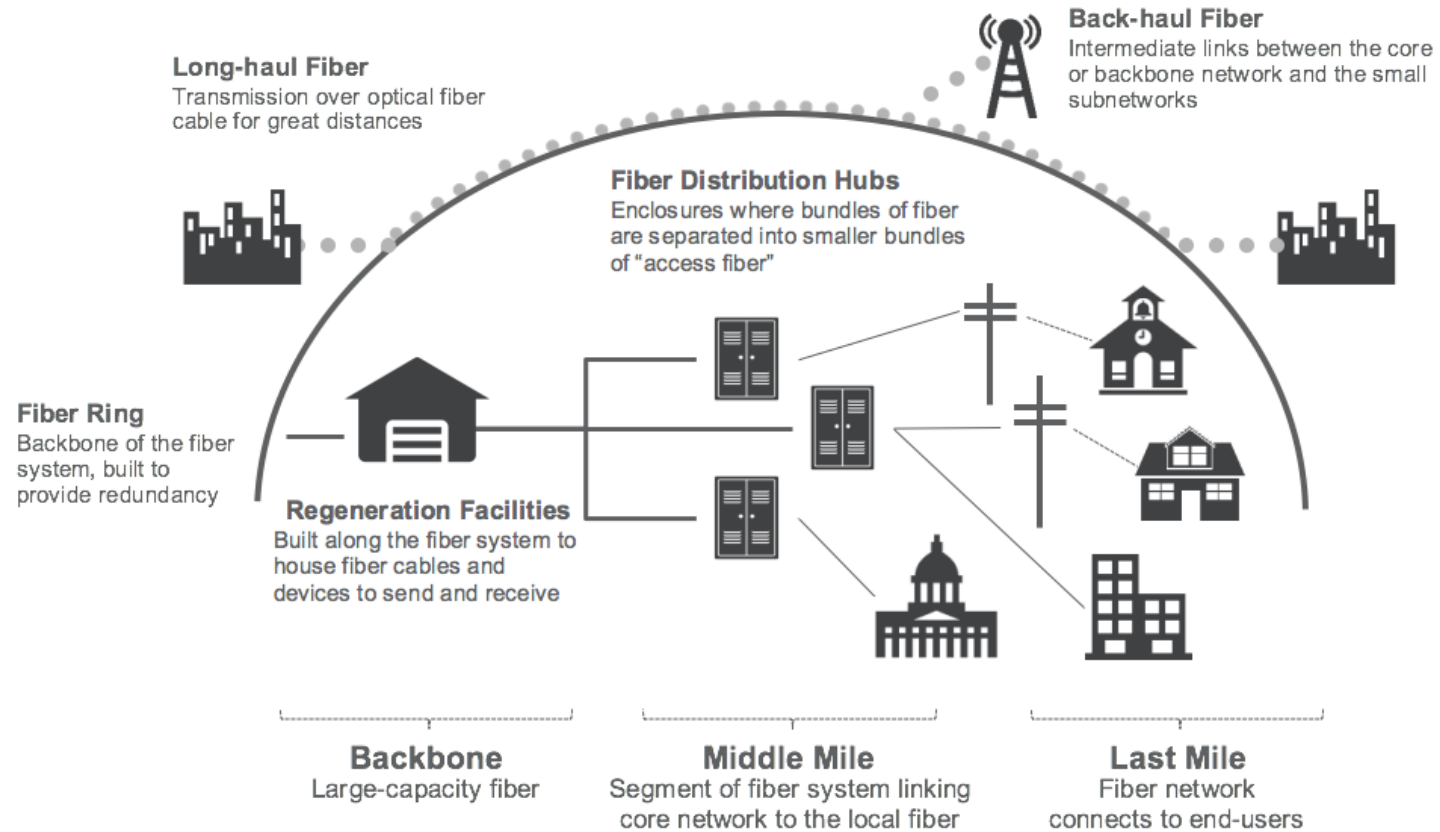 Long-haul Fiber
Transmission over optical fiber
cable for great distances
Back-haul Fiber
Intermediate links between the core
or backbone network and the small
subnetworks
Fiber Distribution Hubs
Enclosures where bundles of fiber
are separated into smaller bundles
of “access fiber”
Fiber Ring
Backbone of the fiber
system, built to
provide redundancy
Regeneration Facilities
Built along the fiber system to
house fiber cables and
devices to send and receive
Backbone
Large-capacity fiber
Middle Mile
Segment of fiber system linking
core network to the local fiber
Last Mile
Fiber network
connects to end-users